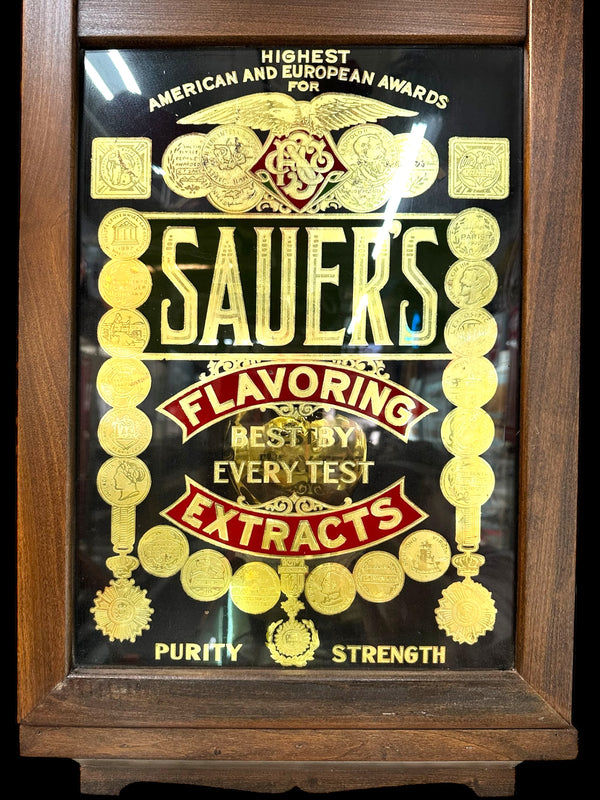 HIGHEST
AMERICAN AND EUROPEAN AWARDS
FOR
SAUER'S
FLAVORING
BEST BY
EVERY TEST
EXTRACTS
PURITY STRENGTH